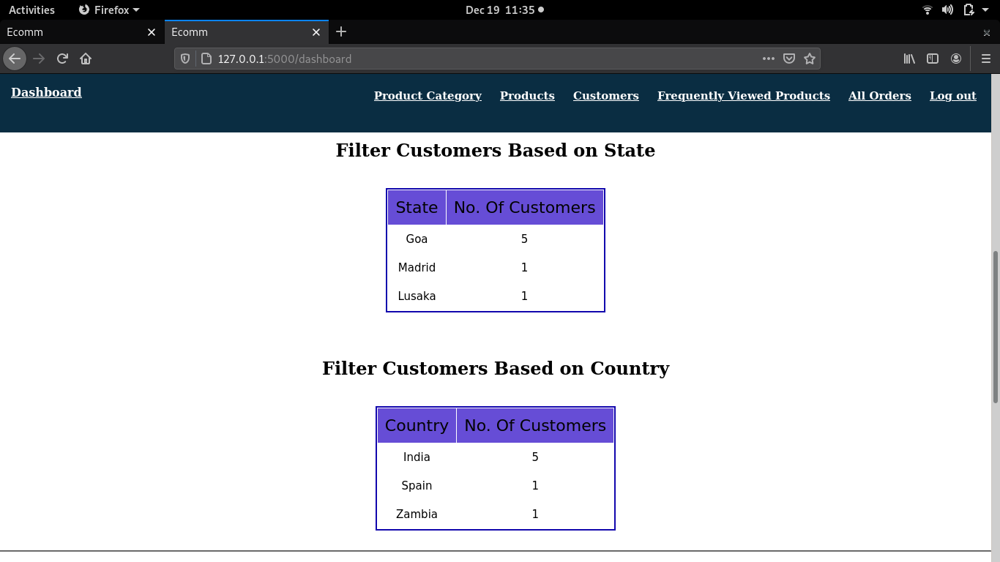 Activities Firefox Dec 19 11:35
Ecomm Ecomm
127.0.0.1:5000/dashboard
Dashboard Product Category Products Customers Frequently Viewed Products All Orders Log out
Filter Customers Based on State
State No. Of Customers
Goa 5
Madrid 1
Lusaka 1
Filter Customers Based on Country
Country No. Of Customers
India 5
Spain 1
Zambia 1